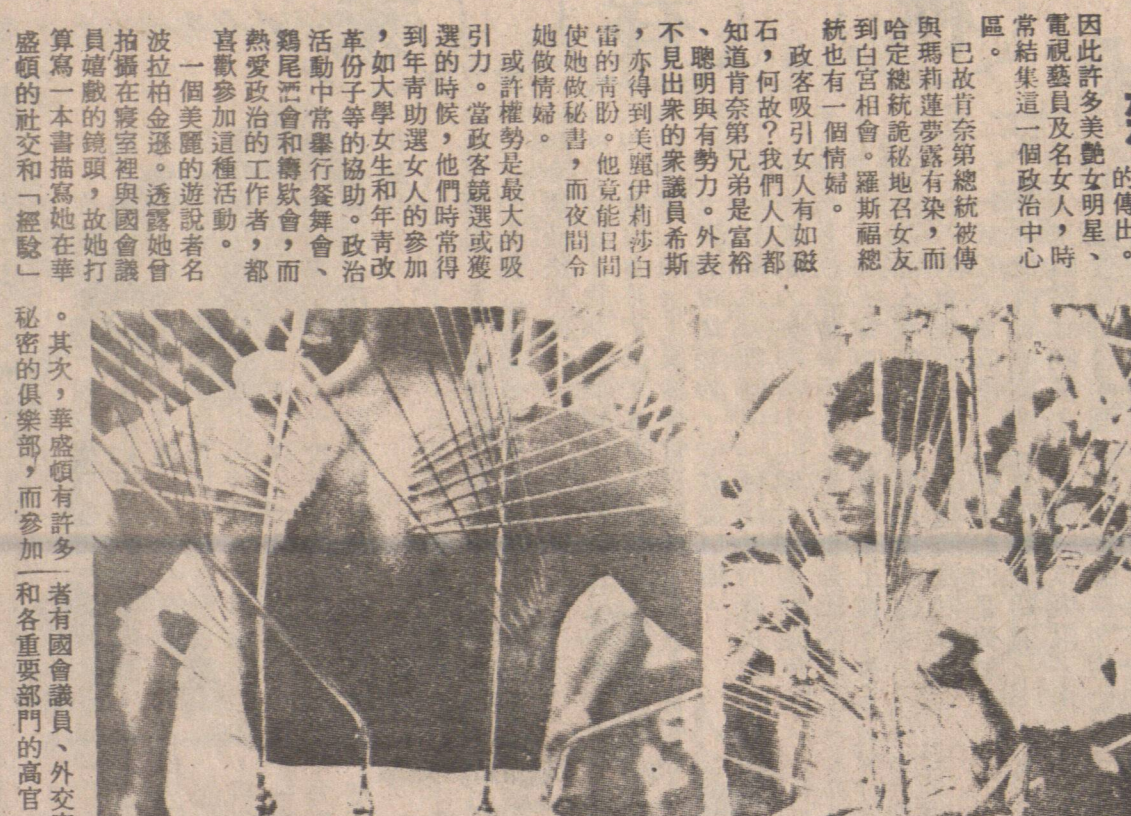 的傳出。
因此許多美艷女明星、
電視藝員及名女人，時
常結集這一個政治中心
區。
已故肯奈第總統被傳
與瑪莉蓮夢露有染，而
哈定總統詭秘地召女友
到白宮相會。羅斯福總
統也有一個情婦。
政客吸引女人有如磁
石，何故？我們人人都
知道肯奈第兄弟是富裕
、聰明與有勢力。外表
不見出衆的衆議員希斯
，亦得到美麗伊莉莎白
雷的靑盼。他竟能日間
使她做秘書，而夜間令
她做情婦。
或許權勢是最大的吸
引力。當政客競選或獲
選的時候，他們時常得
到年靑助選女人的參加
，如大學女生和年靑改
革份子等的協助。政治
活動中常舉行餐舞會、
鷄尾酒會和籌欵會，而
熱愛政治的工作者，都
喜歡參加這種活動。
一個美麗的遊說者名
波拉柏金遜。透露她曾
拍攝在寢室裡與國會議
員嬉戲的鏡頭，故她打
算寫一本書描寫她在華
盛頓的社交和「經驗」
。其次，華盛頓有許多
秘密的俱樂部，而參加
者有國會議員、外交
和各重要部門的高官